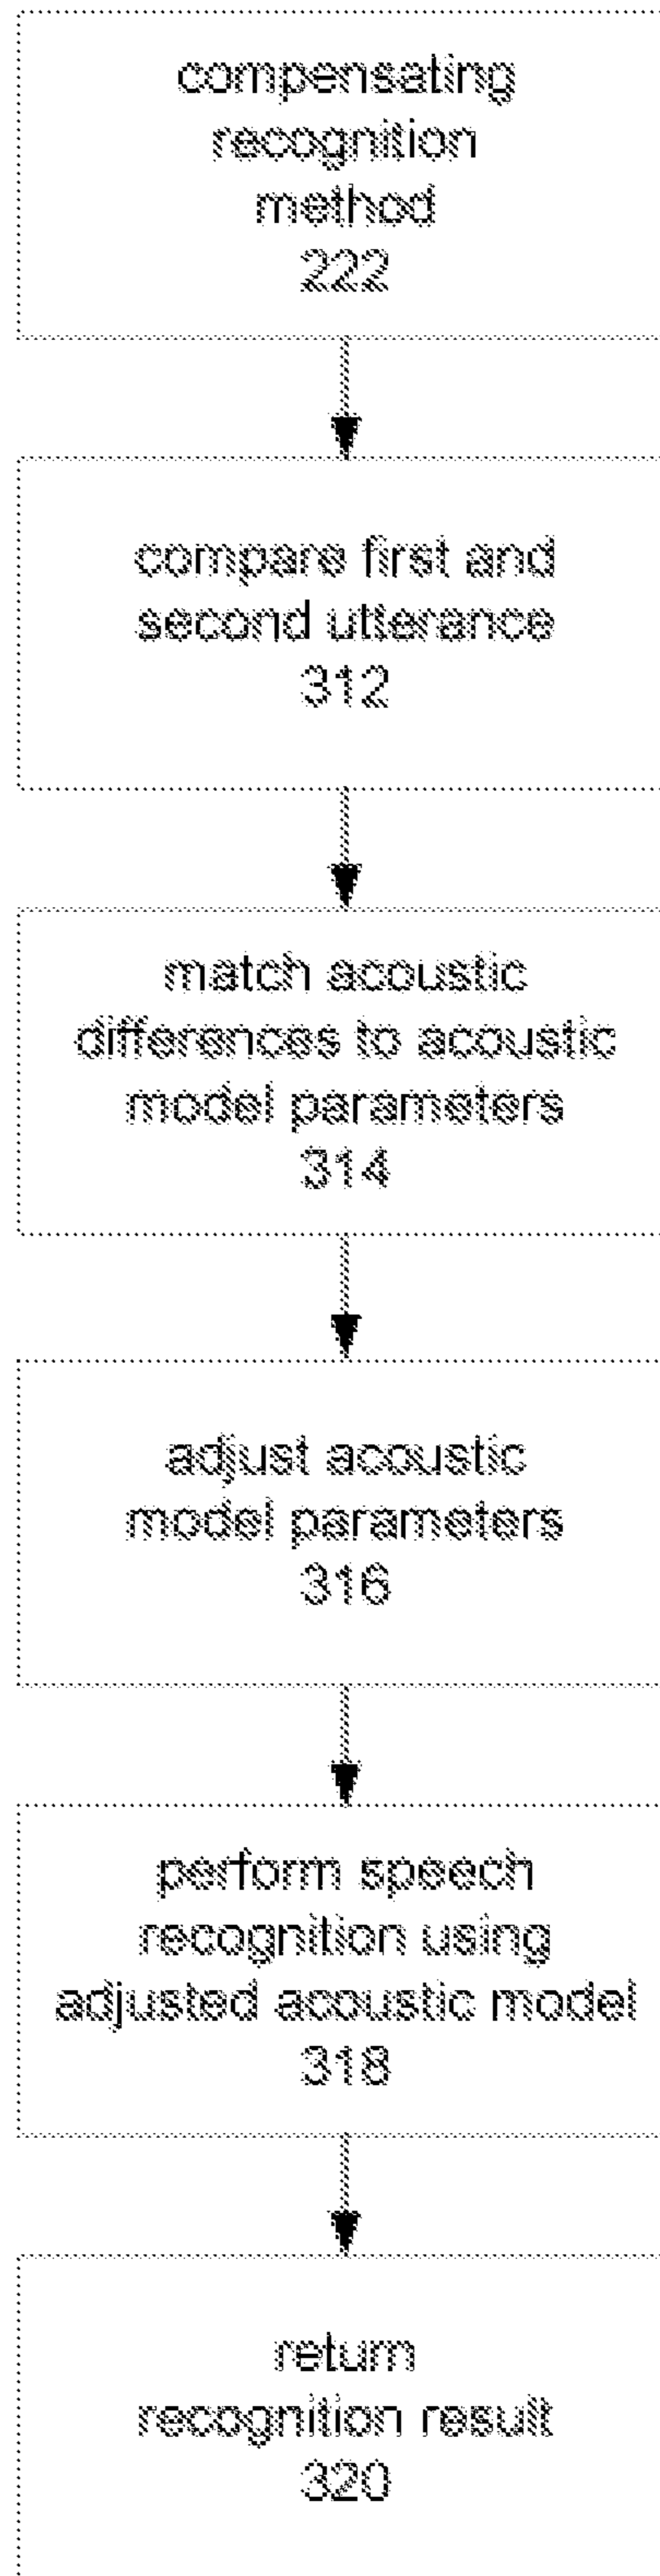 compensating
recognition
method
222
compare first and
second utterance
312
match acoustic
differences to acoustic
model parameters
314
adjust acoustic
model parameters
316
perform speech
recognition using
adjusted acoustic model
318
return
recognition result
320